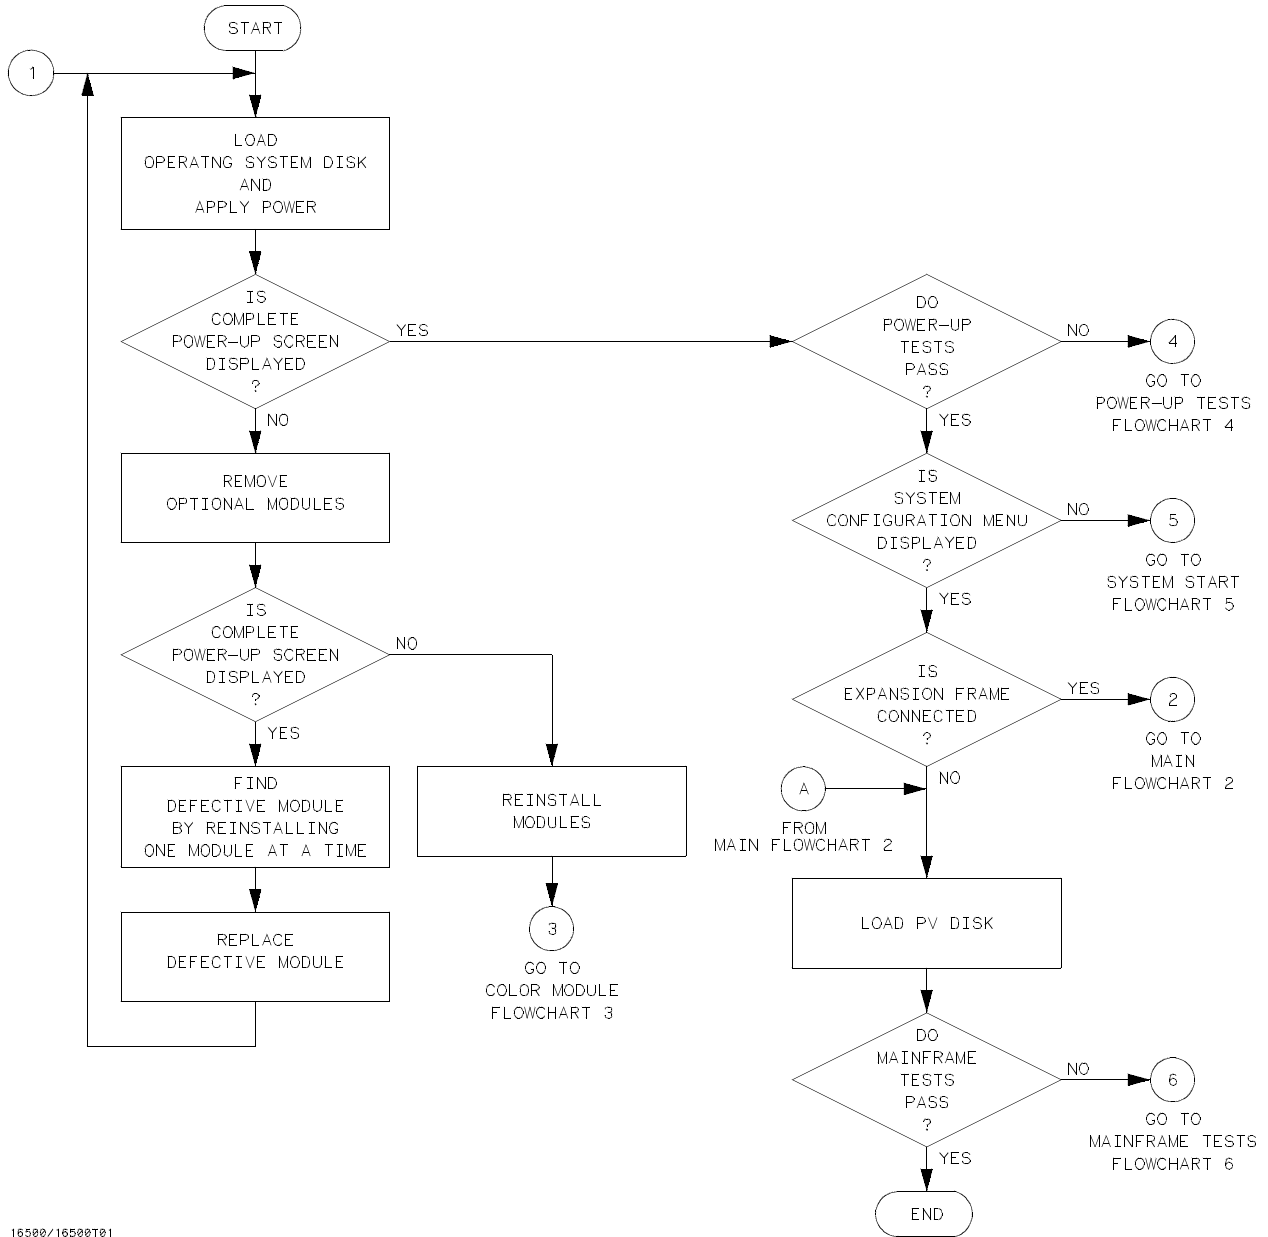 START
1
LOAD
OPERATNG SYSTEM DISK
AND
APPLY POWER
IS
COMPLETE
POWER-UP SCREEN
DISPLAYED
?
YES
NO
REMOVE
OPTIONAL MODULES
IS
COMPLETE
POWER-UP SCREEN
DISPLAYED
?
NO
YES
FIND
DEFECTIVE MODULE
BY REINSTALLING
ONE MODULE AT A TIME
REPLACE
DEFECTIVE MODULE
REINSTALL
MODULES
3
GO TO
COLOR MODULE
FLOWCHART 3
DO
POWER-UP
TESTS
PASS
?
NO
4
GO TO
POWER-UP TESTS
FLOWCHART 4
YES
IS
SYSTEM
CONFIGURATION MENU
DISPLAYED
?
NO
5
GO TO
SYSTEM START
FLOWCHART 5
YES
IS
EXPANSION FRAME
CONNECTED
?
YES
2
GO TO
MAIN
FLOWCHART 2
NO
A
FROM
MAIN FLOWCHART 2
LOAD PV DISK
DO
MAINFRAME
TESTS
PASS
?
NO
6
GO TO
MAINFRAME TESTS
FLOWCHART 6
YES
END
16500/16500T01